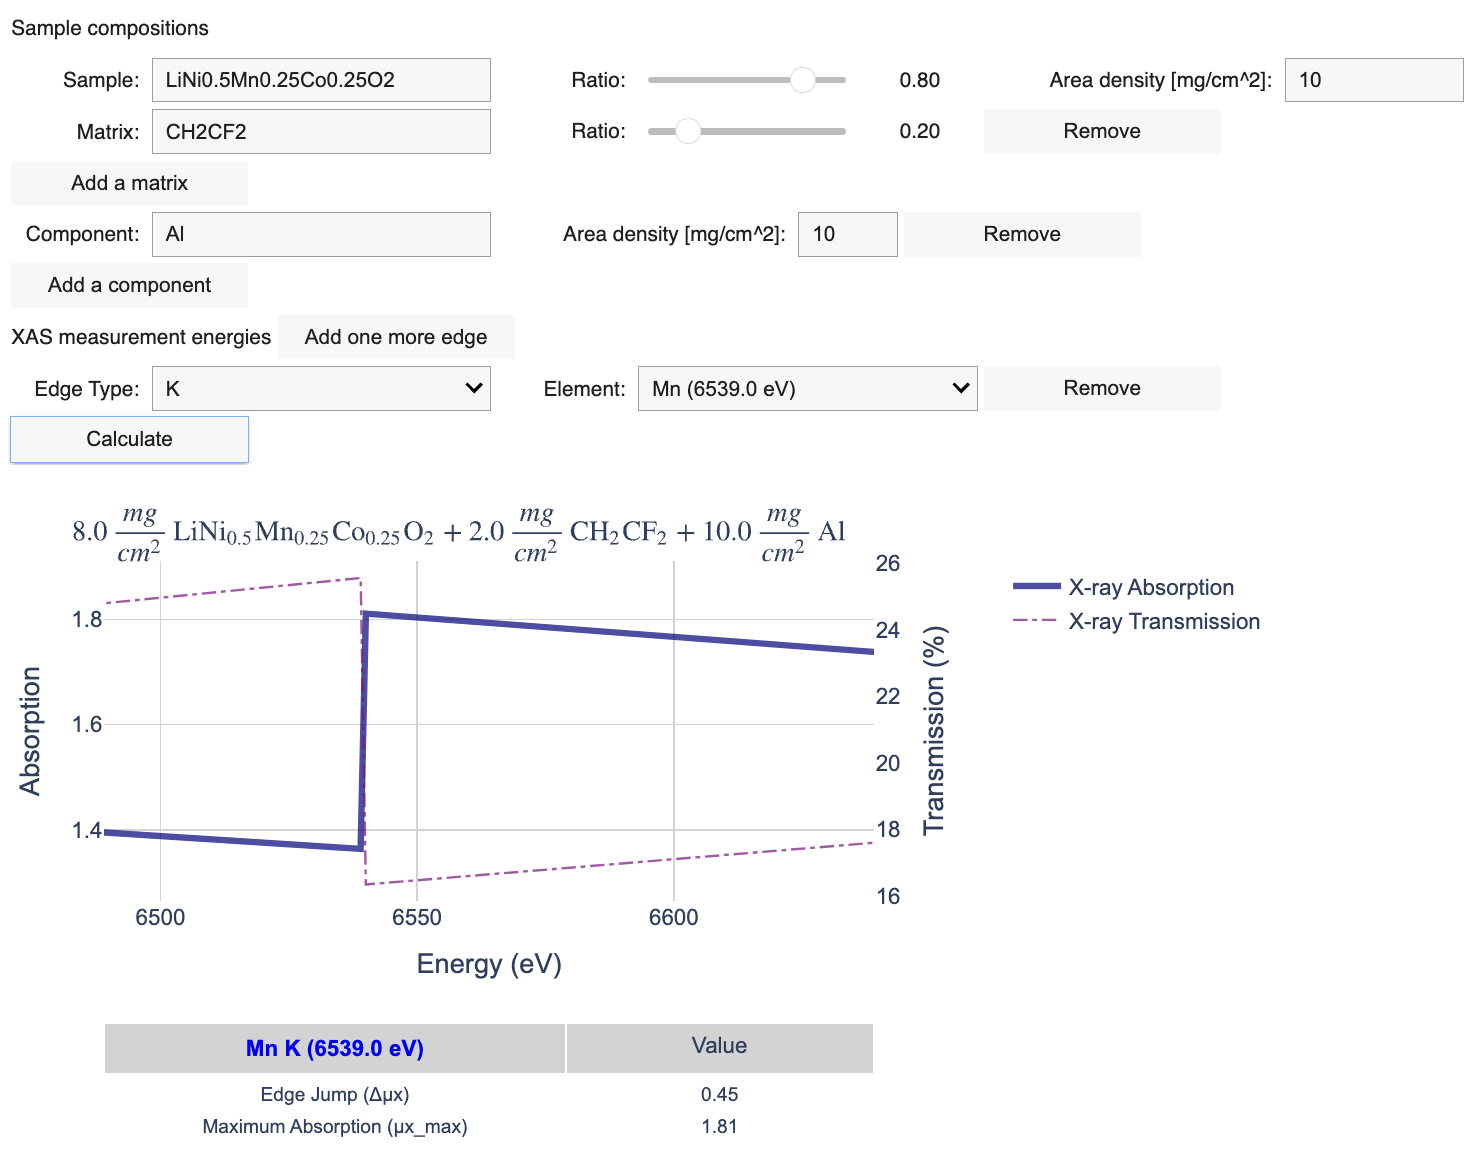 Sample compositions
Sample: LiNi0.5Mn0.25Co0.25O2 Ratio: 0.80 Area density [mg/cm^2]: 10
Matrix: CH2CF2 Ratio: 0.20 Remove
Add a matrix
Component: Al Area density [mg/cm^2]: 10 Remove
Add a component
XAS measurement energies Add one more edge
Edge Type: K Element: Mn (6539.0 eV) Remove
Calculate
8.0 mg/cm² LiNi₀.₅Mn₀.₂₅Co₀.₂₅O₂ + 2.0 mg/cm² CH₂CF₂ + 10.0 mg/cm² Al
26
X-ray Absorption
1.8
24
X-ray Transmission
22
1.6
20
1.4
18
16
Absorption
Transmission (%)
6500 6550 6600
Energy (eV)
Mn K (6539.0 eV) Value
Edge Jump (Δμx) 0.45
Maximum Absorption (μx_max) 1.81